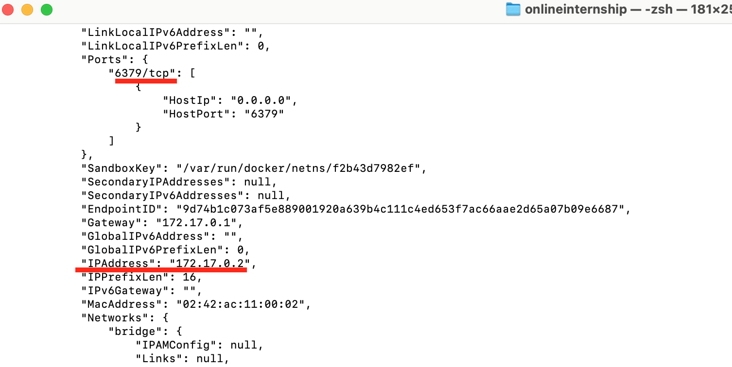 onlineinternship — -zsh — 181×25
"LinkLocalIPv6Address": "",
"LinkLocalIPv6PrefixLen": 0,
"Ports": {
"6379/tcp": [
{
"HostIp": "0.0.0.0",
"HostPort": "6379"
}
]
},
"SandboxKey": "/var/run/docker/netns/f2b43d7982ef",
"SecondaryIPAddresses": null,
"SecondaryIPv6Addresses": null,
"EndpointID": "9d74b1c073af5e889001920a639b4c111c4ed653f7ac66aae2d65a07b09e6687",
"Gateway": "172.17.0.1",
"GlobalIPv6Address": "",
"GlobalIPv6PrefixLen": 0,
"IPAddress": "172.17.0.2",
"IPPrefixLen": 16,
"IPv6Gateway": "",
"MacAddress": "02:42:ac:11:00:02",
"Networks": {
"bridge": {
"IPAMConfig": null,
"Links": null,